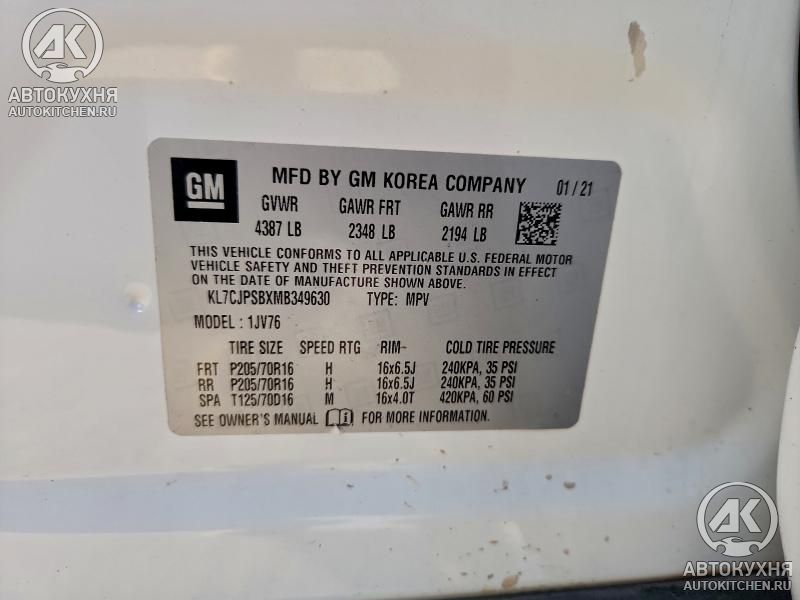 AK
АВТОКУХНЯ
AUTOKITCHEN.RU
GM
MFD BY GM KOREA COMPANY 01 / 21
GVWR GAWR FRT GAWR RR
4387 LB 2348 LB 2194 LB
THIS VEHICLE CONFORMS TO ALL APPLICABLE U.S. FEDERAL MOTOR
VEHICLE SAFETY AND THEFT PREVENTION STANDARDS IN EFFECT
ON THE DATE OF MANUFACTURE SHOWN ABOVE.
KL7CJPSBXMB349630 TYPE: MPV
MODEL : 1JV76
TIRE SIZE SPEED RTG RIM COLD TIRE PRESSURE
FRT P205/70R16 H 16x6.5J 240KPA, 35 PSI
RR P205/70R16 H 16x6.5J 240KPA, 35 PSI
SPA T125/70D16 M 16x4.0T 420KPA, 60 PSI
SEE OWNER'S MANUAL FOR MORE INFORMATION.
AK
АВТОКУХНЯ
AUTOKITCHEN.RU